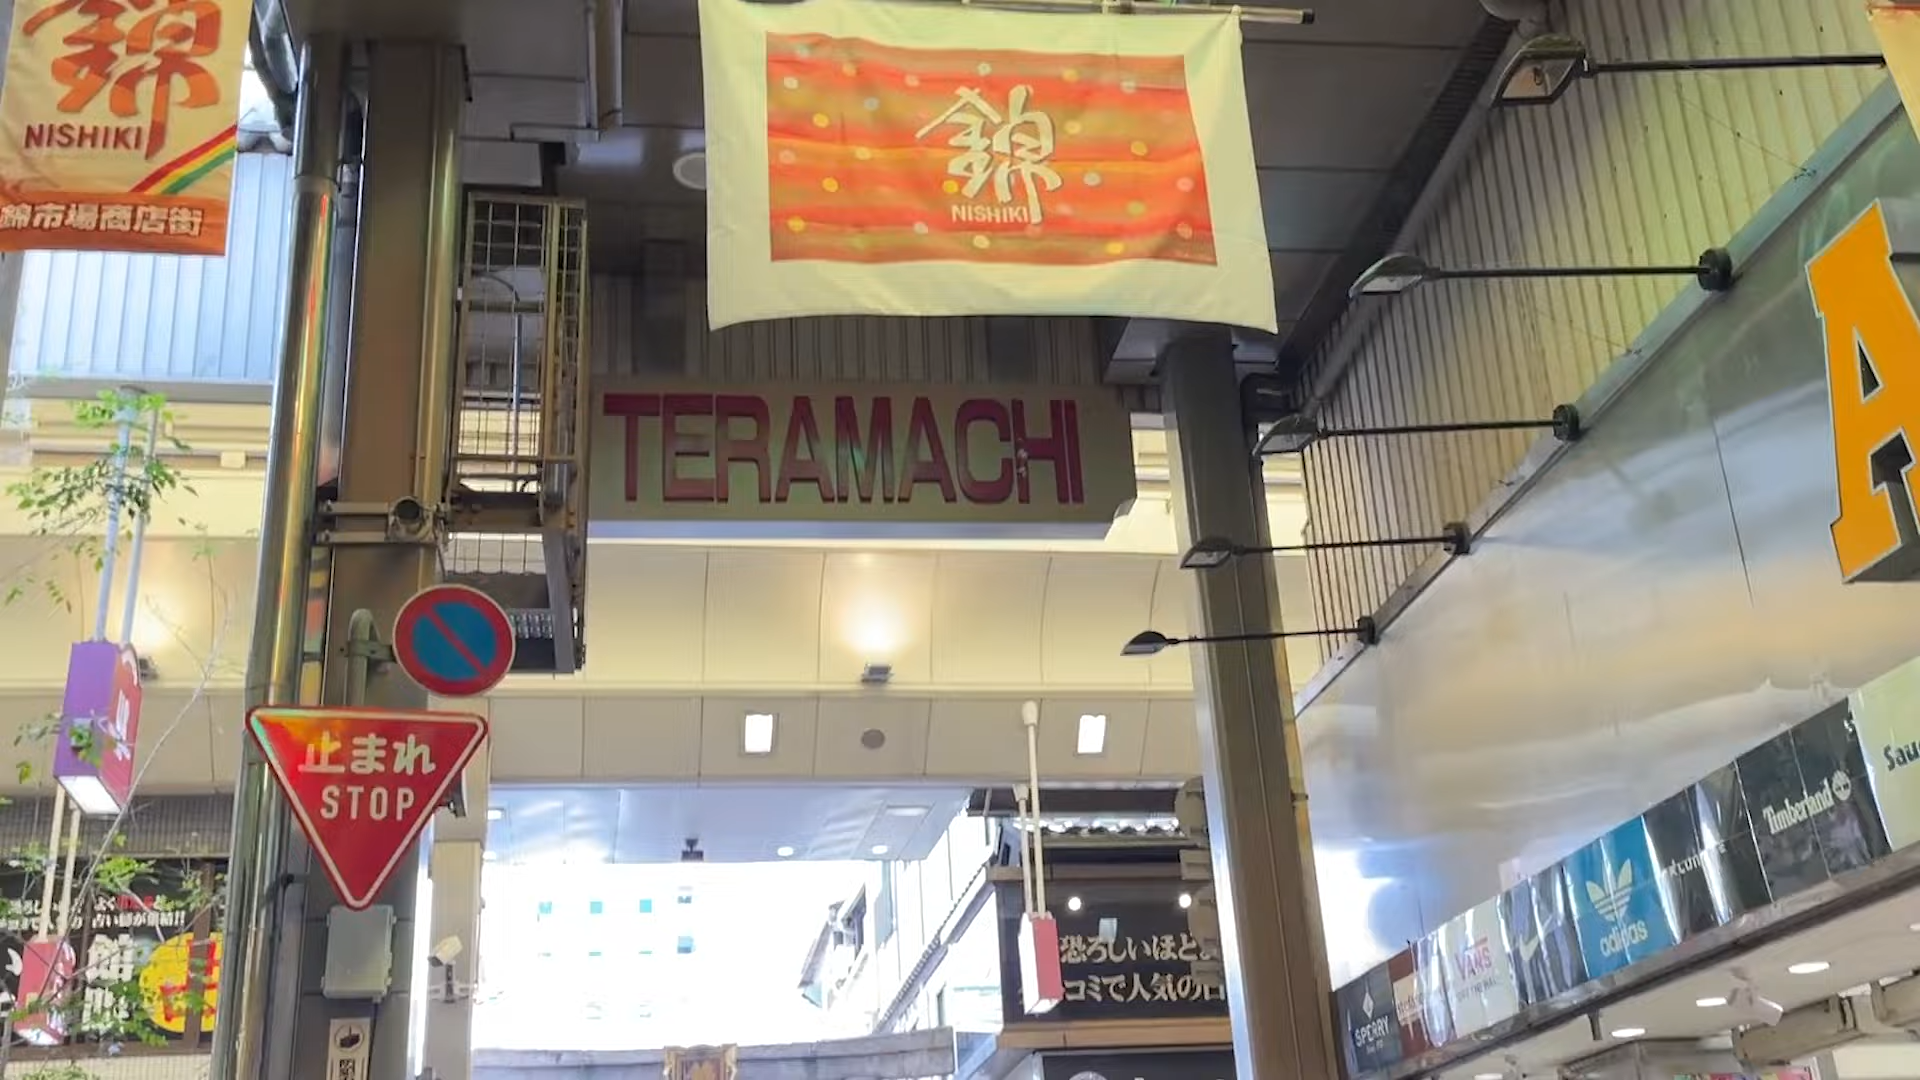 錦
NISHIKI
錦市場商店街
錦
NISHIKI
TERAMACHI
止まれ
STOP
A
Timberland
adidas
VANS
SPERRY
恐ろしいほど
コミで人気の占